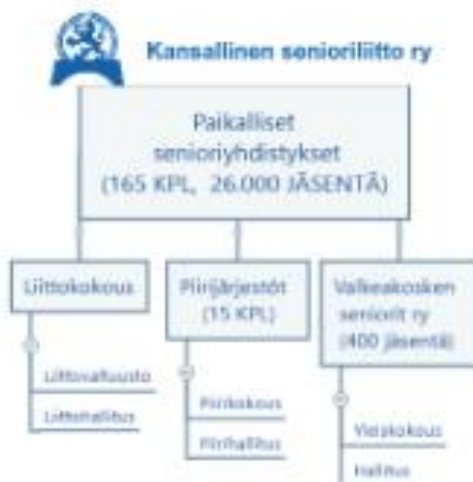 Kansallinen senioriliitto ry
Paikalliset
senioriyhdistykset
(165 KPL, 26.000 JÄSENTÄ)
Liittokokous
Liittovaltuusto
Liittohallitus
Piirijärjestöt
(15 KPL)
Piirikokous
Piirihallitus
Valkeakosken
seniorit ry
(400 jäsentä)
Yleiskokous
Hallitus